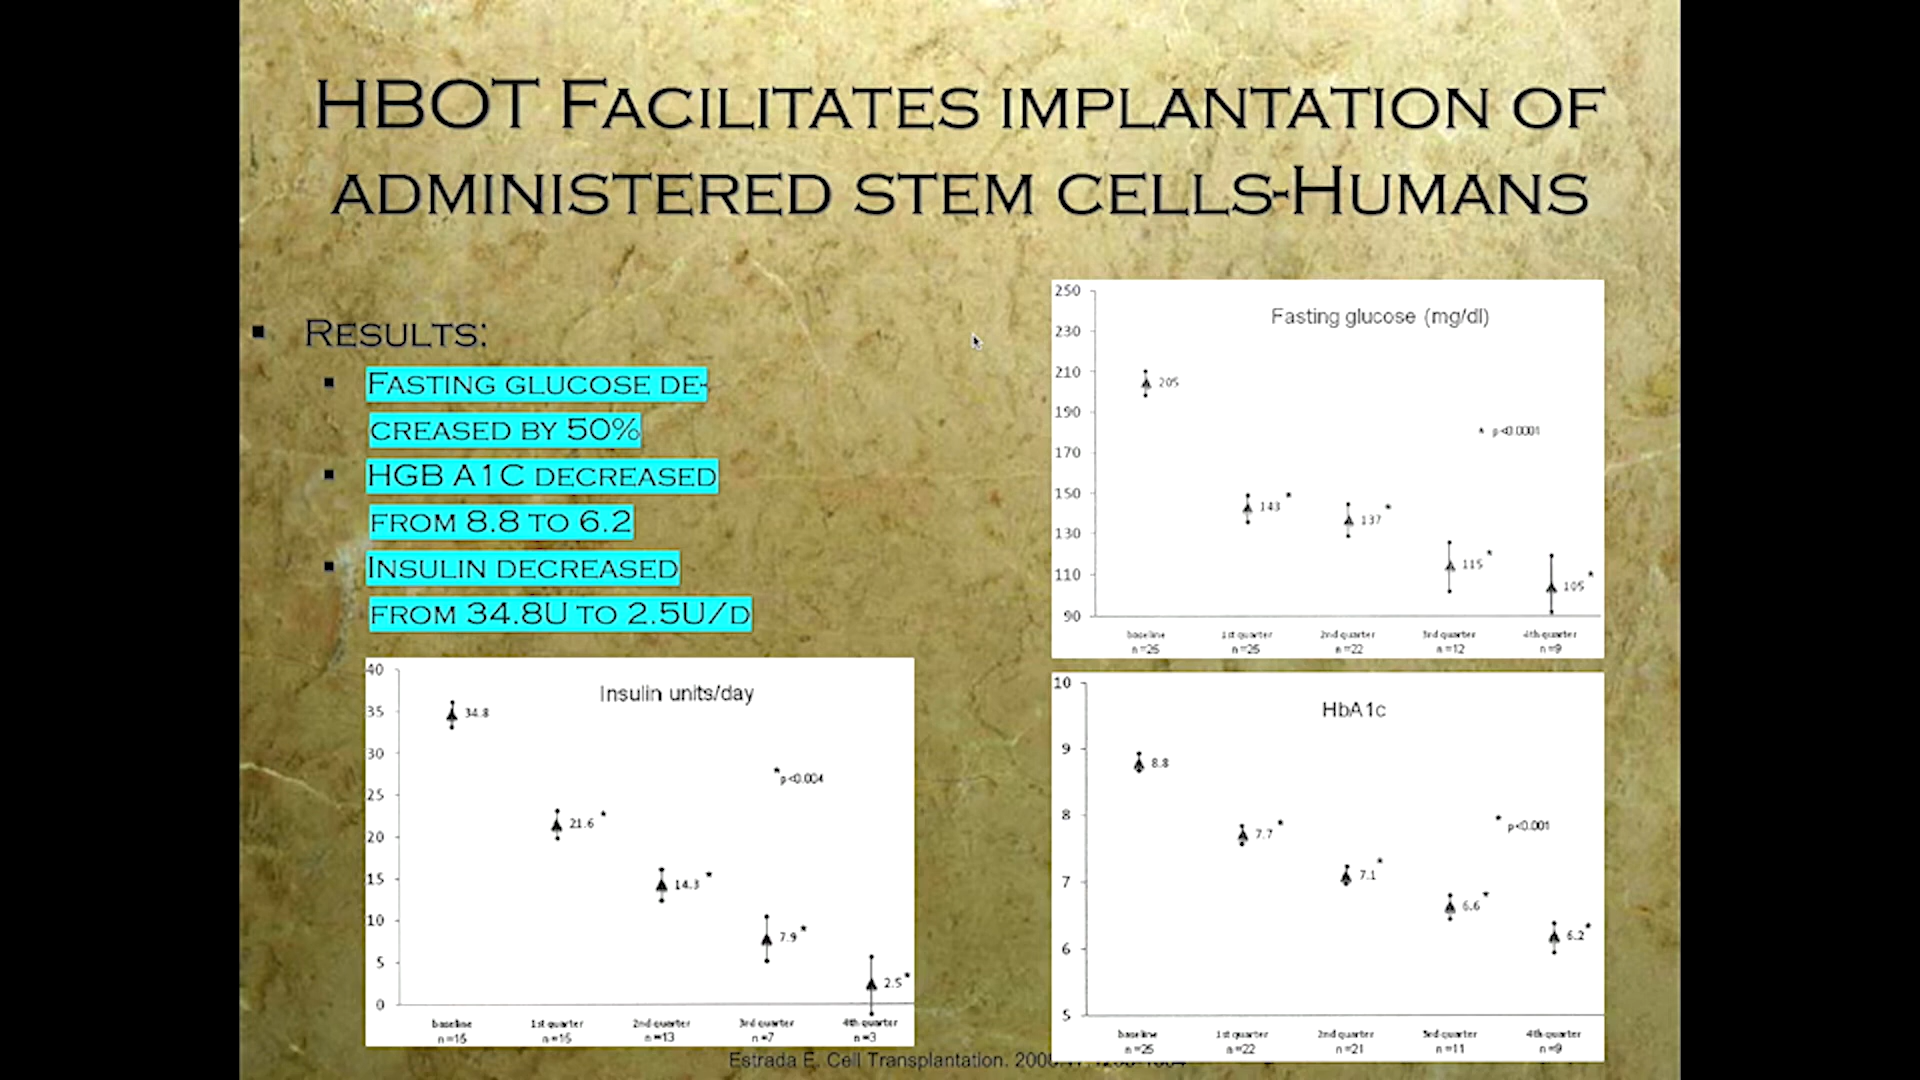 HBOT Facilitates implantation of
administered stem cells-Humans
Results:
Fasting glucose de-
creased by 50%
HGB A1C decreased
from 8.8 to 6.2
Insulin decreased
from 34.8U to 2.5U/d
Fasting glucose (mg/dl)
250
230
210
190
170
150
130
110
90
205
143 *
137 *
115 *
105 *
* p<0.0001
baseline 1st quarter 2nd quarter 3rd quarter 4th quarter
n=25 n=25 n=22 n=12 n=9
Insulin units/day
40
35
30
25
20
15
10
5
0
34.8
21.6 *
14.3 *
7.9 *
2.5 *
* p<0.004
baseline 1st quarter 2nd quarter 3rd quarter 4th quarter
n=13 n=7 n=3
HbA1c
10
9
8
7
6
5
8.8
7.7 *
7.1 *
6.6 *
6.2 *
* p<0.001
baseline 1st quarter 2nd quarter 3rd quarter 4th quarter
n=25 n=22 n=21 n=11 n=9
Estrada E. Cell Transplantation.